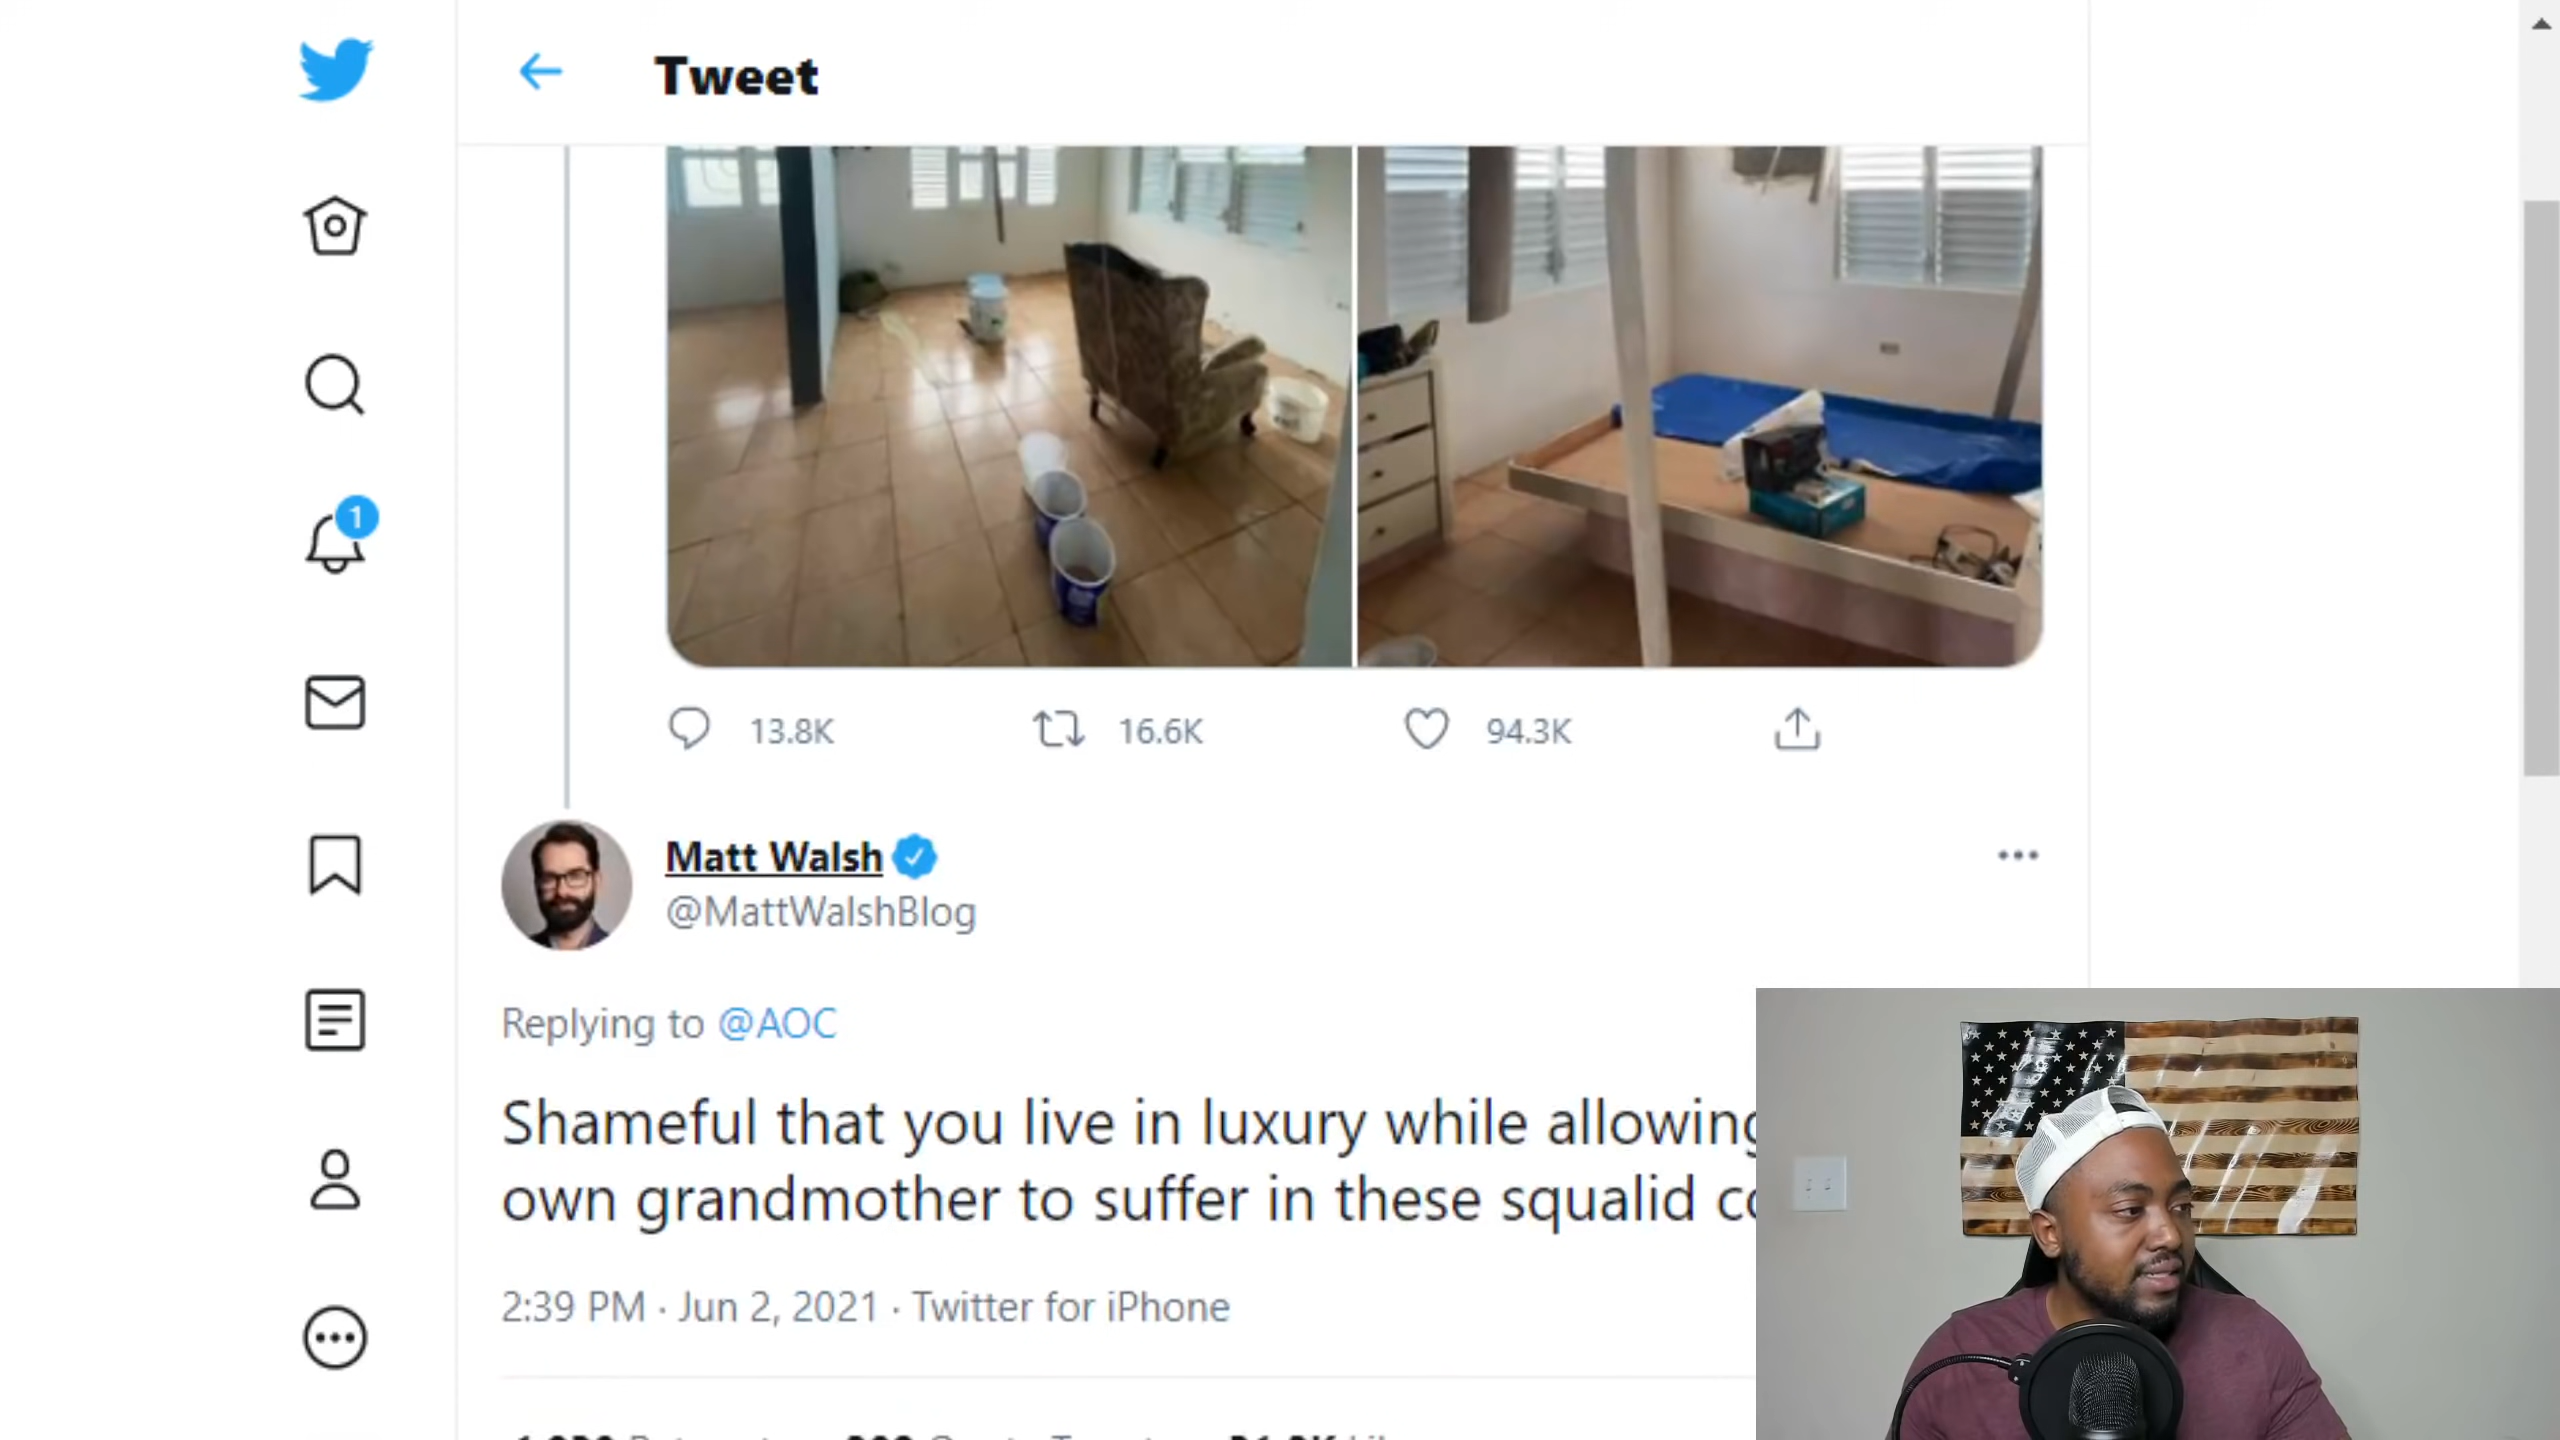 Tweet
1
13.8K 16.6K 94.3K
Matt Walsh
@MattWalshBlog
Replying to @AOC
Shameful that you live in luxury while allowing
own grandmother to suffer in these squalid
2:39 PM · Jun 2, 2021 · Twitter for iPhone